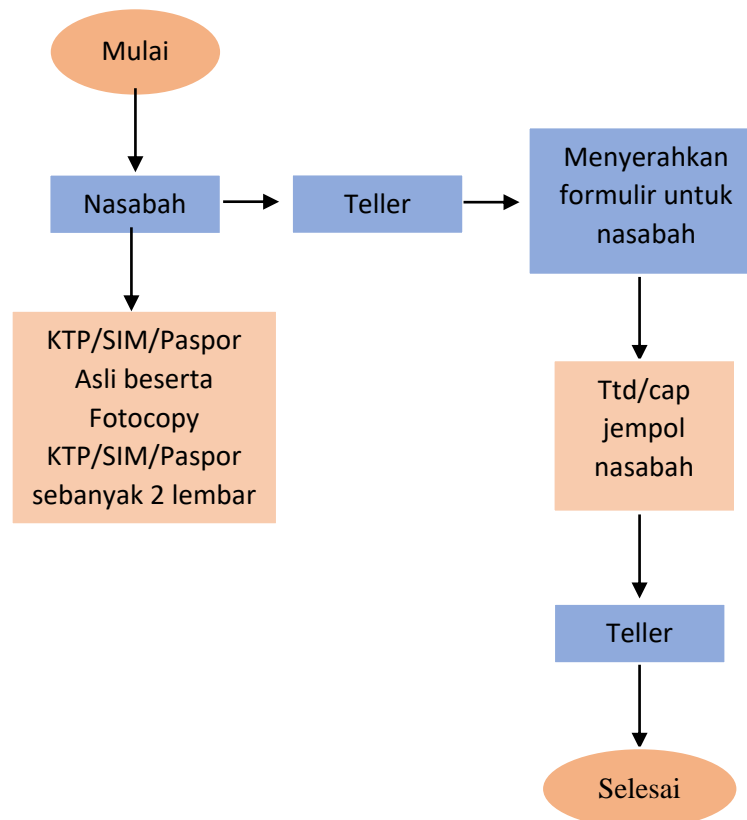 Mulai
Nasabah
Teller
Menyerahkan
formulir untuk
nasabah
KTP/SIM/Paspor
Asli beserta
Fotocopy
KTP/SIM/Paspor
sebanyak 2 lembar
Ttd/cap
jempol
nasabah
Teller
Selesai